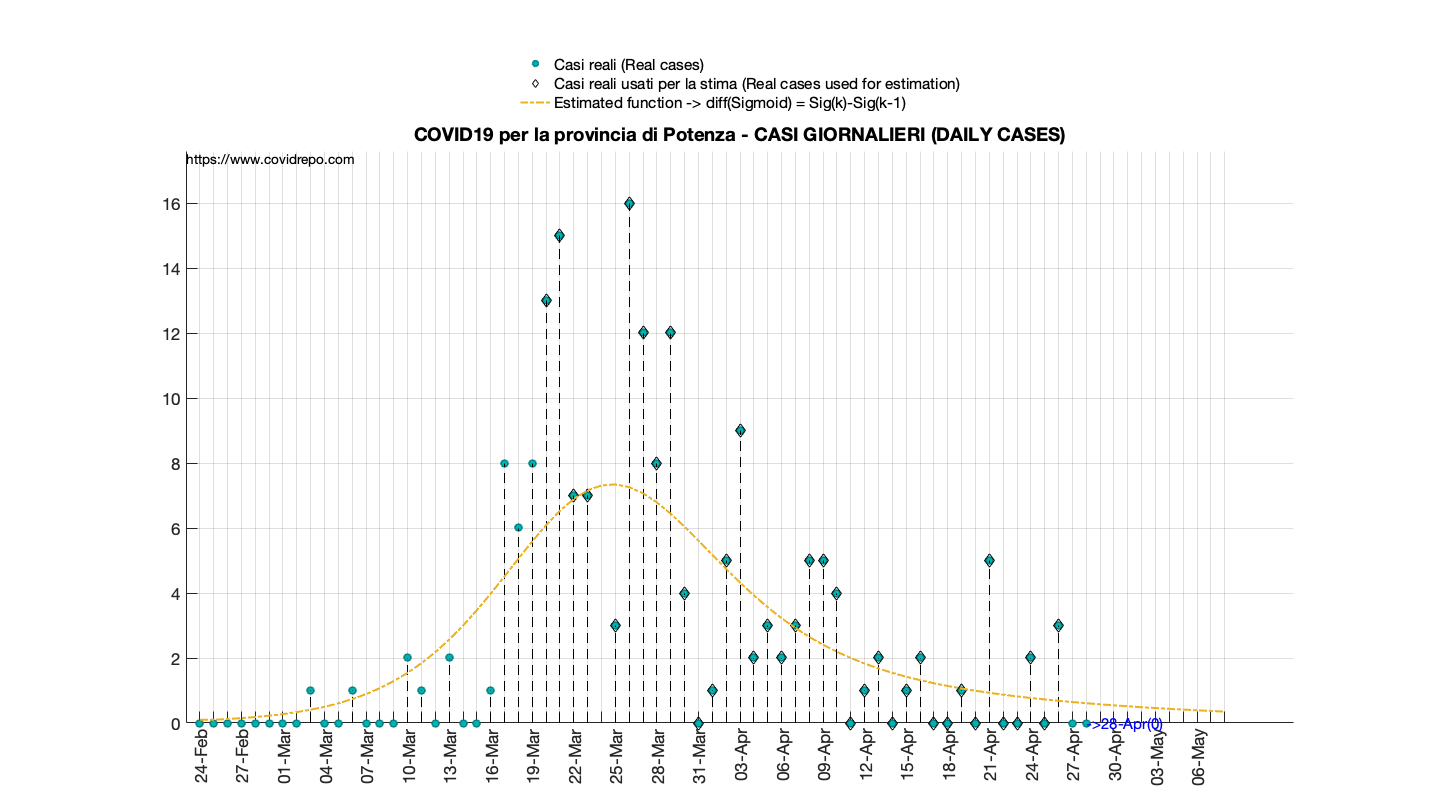 Casi reali (Real cases)
Casi reali usati per la stima (Real cases used for estimation)
Estimated function -> diff(Sigmoid) = Sig(k)-Sig(k-1)
COVID19 per la provincia di Potenza - CASI GIORNALIERI (DAILY CASES)
https://www.covidrepo.com
16
14
12
10
8
6
4
2
0
->28-Apr(0)
24-Feb
27-Feb
01-Mar
04-Mar
07-Mar
10-Mar
13-Mar
16-Mar
19-Mar
22-Mar
25-Mar
28-Mar
31-Mar
03-Apr
06-Apr
09-Apr
12-Apr
15-Apr
18-Apr
21-Apr
24-Apr
27-Apr
30-Apr
03-May
06-May